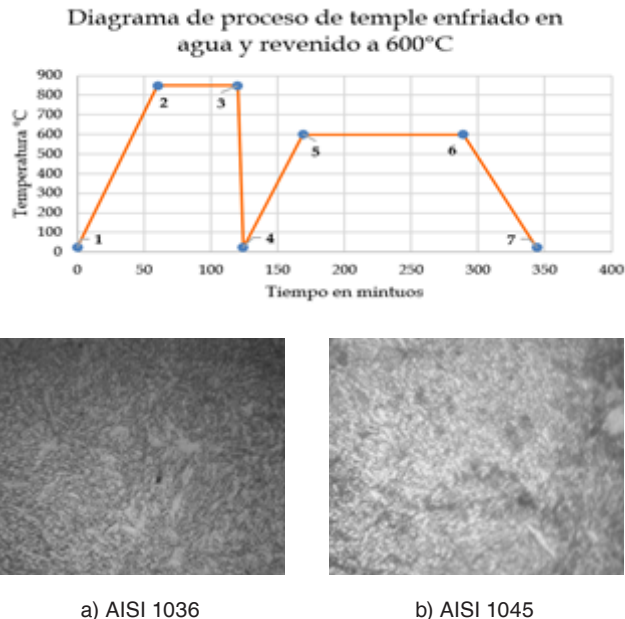 Diagrama de proceso de temple enfriado en
agua y revenido a 600°C
Temperatura °C
900
800
700
600
500
400
300
200
100
0
1
2
3
4
5
6
7
0 50 100 150 200 250 300 350 400
Tiempo en mintuos
a) AISI 1036 b) AISI 1045